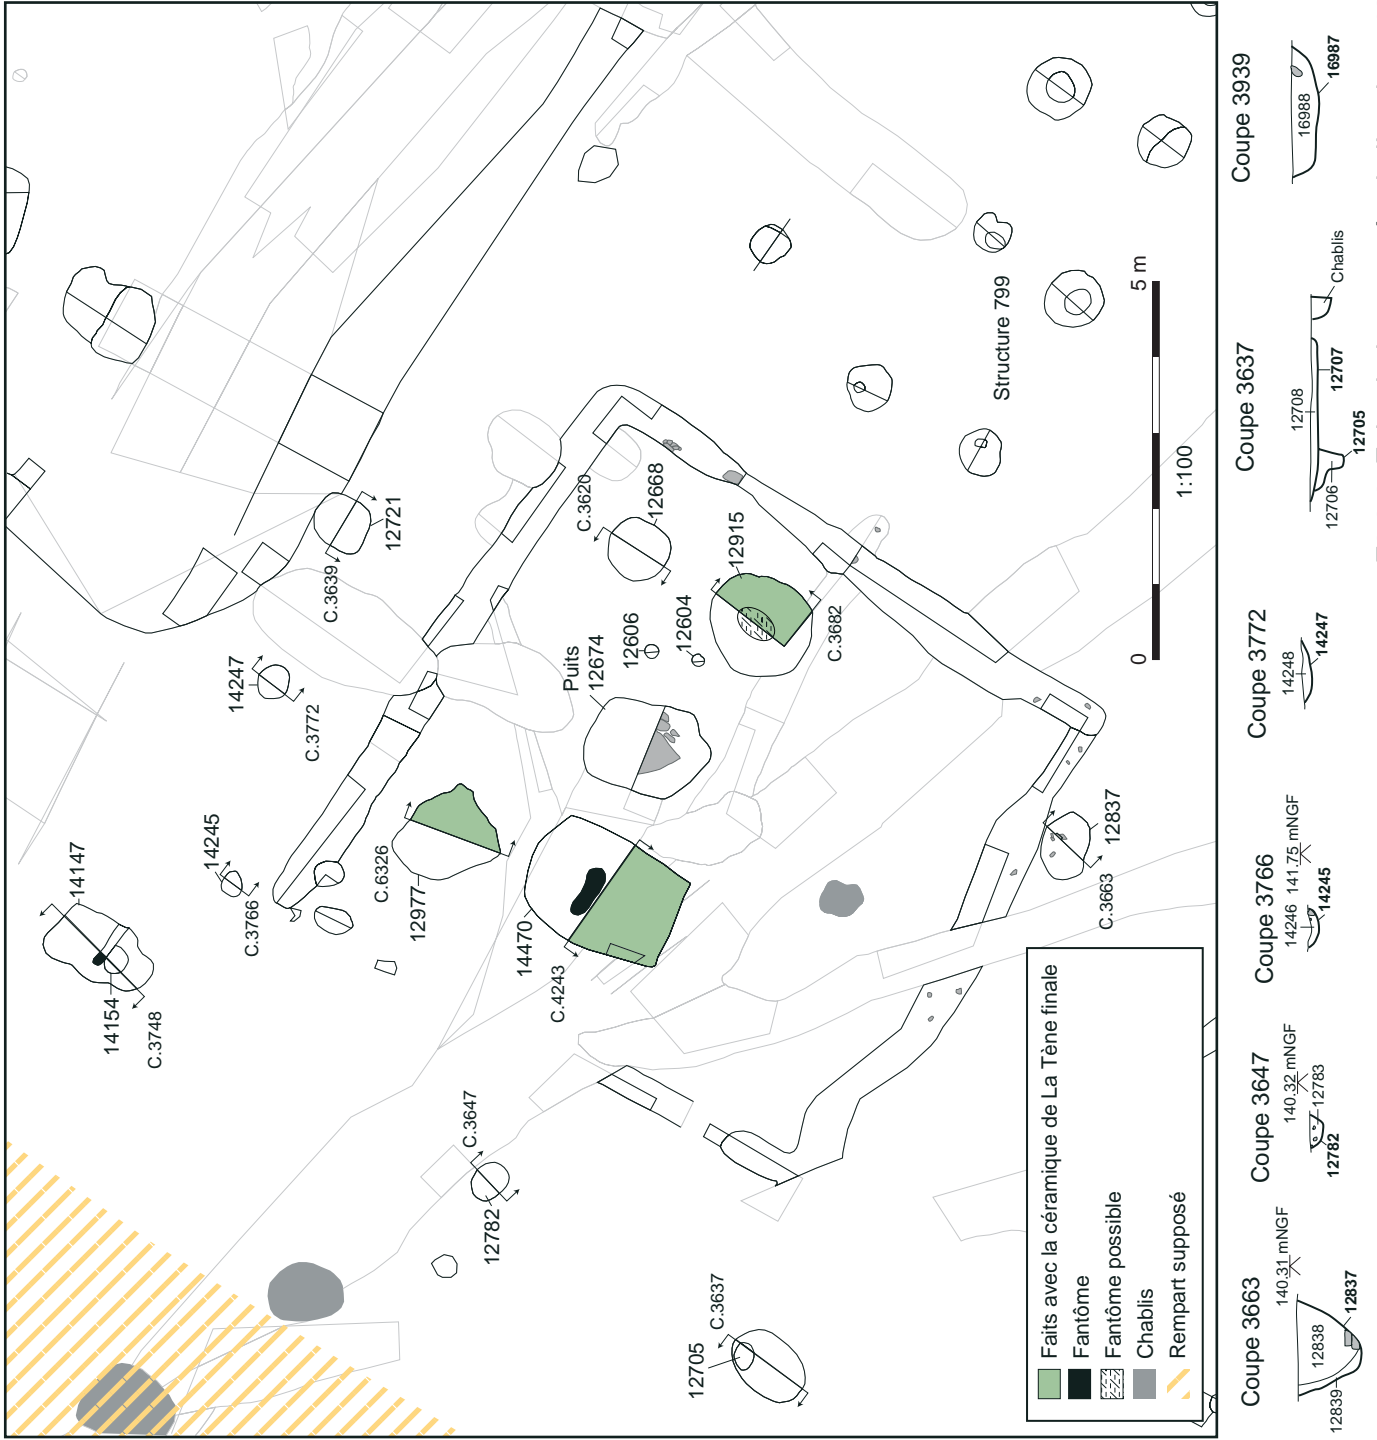 14147
14154
C.3748
14245
C.3766
14247
C.3772
C.3639
12721
C.6326
12977
14470
C.4243
Puits
12674
12606
12604
C.3620
12668
12915
C.3682
12837
C.3663
C.3647
12782
C.3637
12705
Structure 799
0
5 m
1:100
Faits avec la céramique de La Tène finale
Fantôme
Fantôme possible
Chablis
Rempart supposé
Coupe 3663
140.31 mNGF
12839
12838
12837
Coupe 3647
140.32 mNGF
12782
12783
Coupe 3766
141.75 mNGF
14246
14245
Coupe 3772
14248
14247
Coupe 3637
12708
Chablis
12706
12707
12705
Coupe 3939
16988
16987